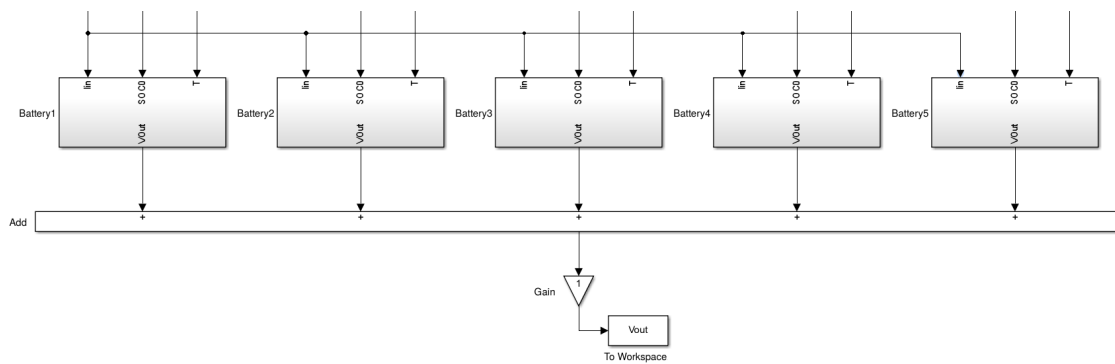 Iin SOC0 T Iin SOC0 T Iin SOC0 T Iin SOC0 T Iin SOC0 T
Battery1 Battery2 Battery3 Battery4 Battery5
VOut VOut VOut VOut VOut
Add + + + + +
Gain 1
Vout
To Workspace